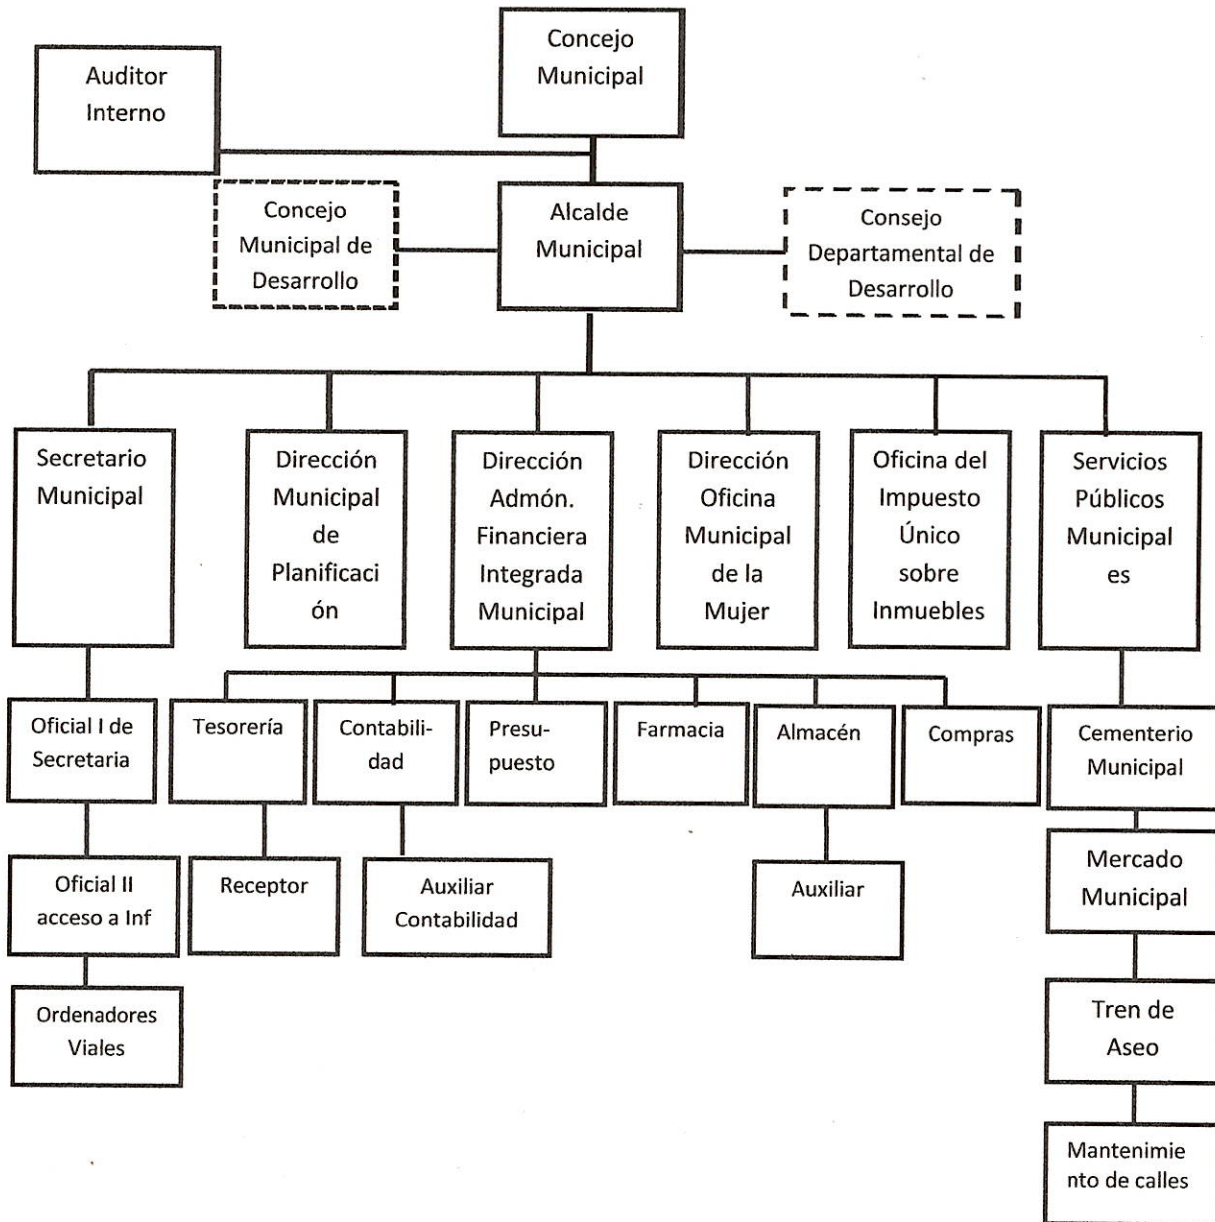 Concejo
Municipal
Auditor
Interno
Concejo
Municipal de
Desarrollo
Alcalde
Municipal
Consejo
Departamental de
Desarrollo
Secretario
Municipal
Dirección
Municipal
de
Planificaci
ón
Dirección
Admón.
Financiera
Integrada
Municipal
Dirección
Oficina
Municipal
de la
Mujer
Oficina del
Impuesto
Único
sobre
Inmuebles
Servicios
Públicos
Municipal
es
Oficial I de
Secretaria
Tesorería
Contabili-
dad
Presu-
puesto
Farmacia
Almacén
Compras
Cementerio
Municipal
Oficial II
acceso a Inf
Receptor
Auxiliar
Contabilidad
Auxiliar
Mercado
Municipal
Ordenadores
Viales
Tren de
Aseo
Mantenimie
nto de calles